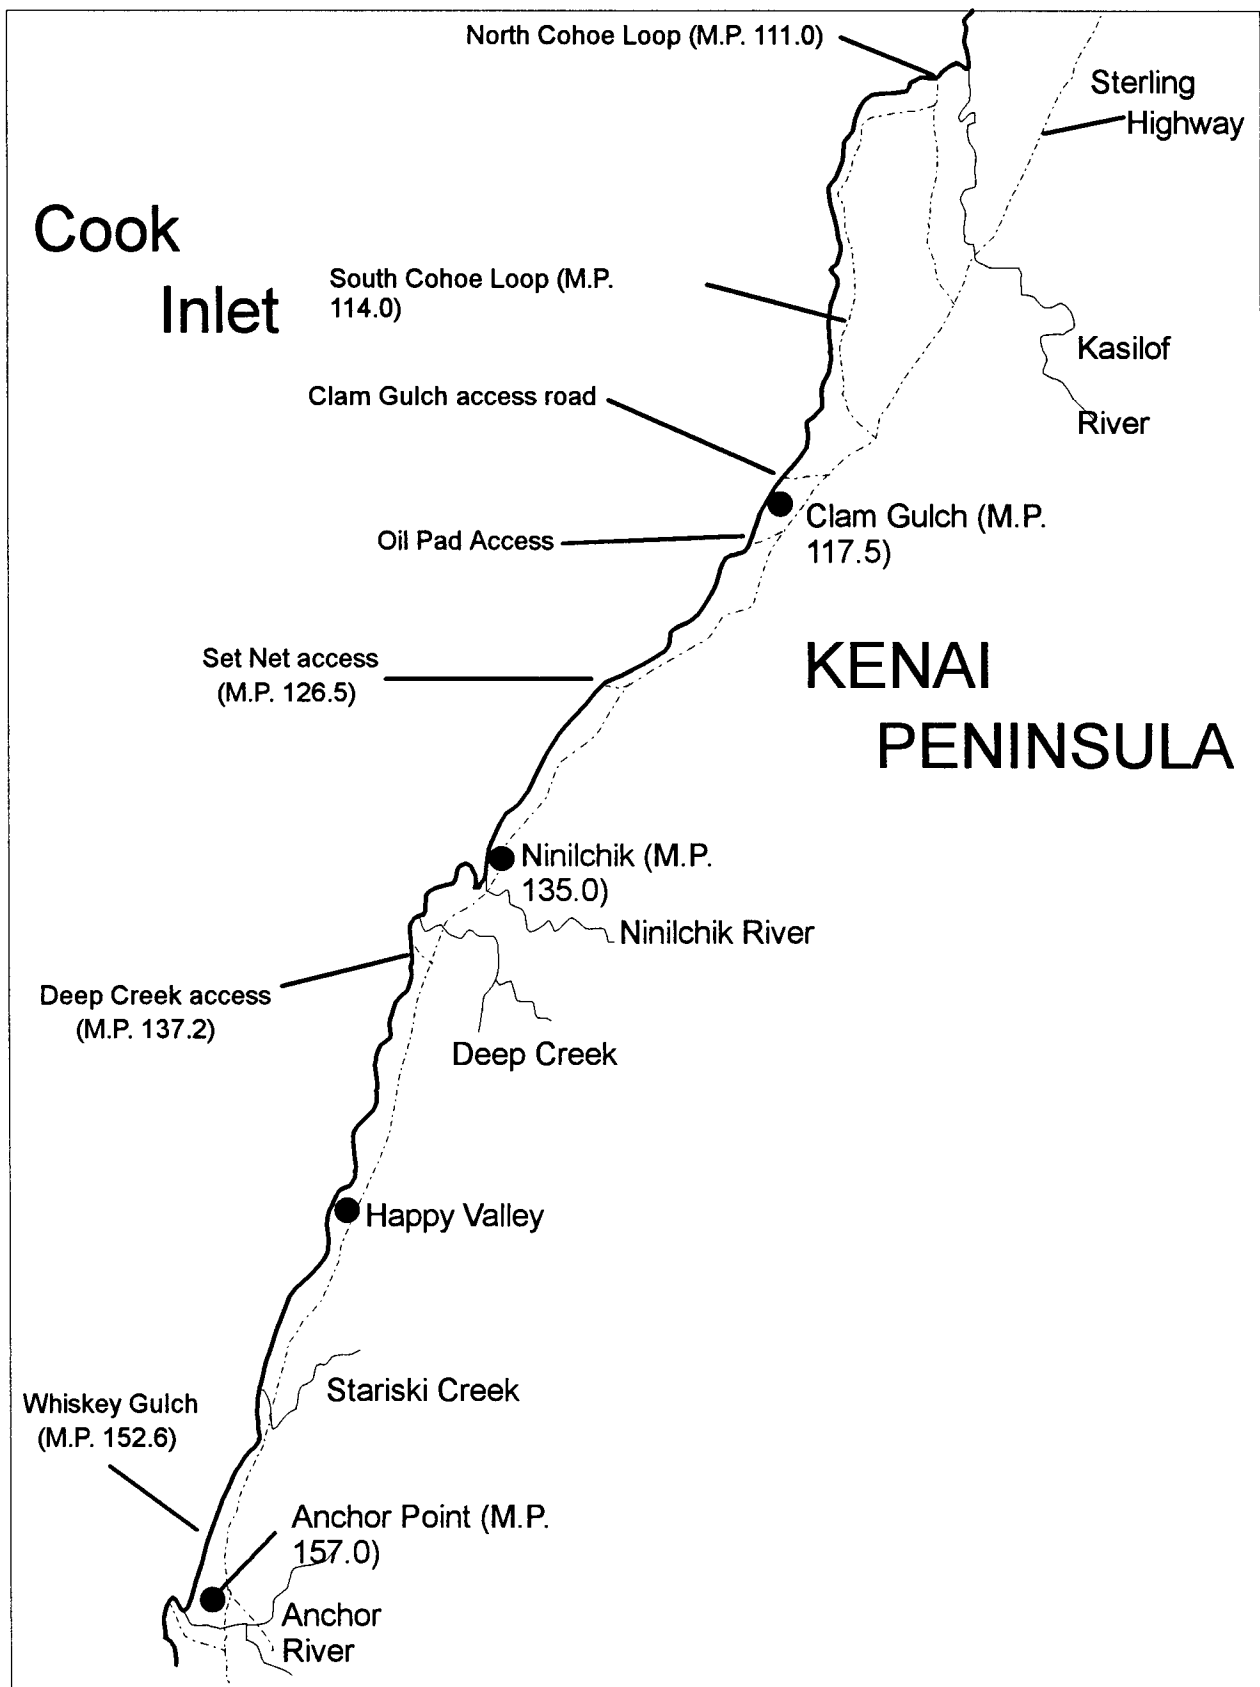 North Cohoe Loop (M.P. 111.0)
Sterling
Highway
Cook
Inlet
South Cohoe Loop (M.P.
114.0)
Kasilof
River
Clam Gulch access road
Clam Gulch (M.P.
117.5)
Oil Pad Access
Set Net access
(M.P. 126.5)
KENAI
PENINSULA
Ninilchik (M.P.
135.0)
Ninilchik River
Deep Creek access
(M.P. 137.2)
Deep Creek
Happy Valley
Stariski Creek
Whiskey Gulch
(M.P. 152.6)
Anchor Point (M.P.
157.0)
Anchor
River